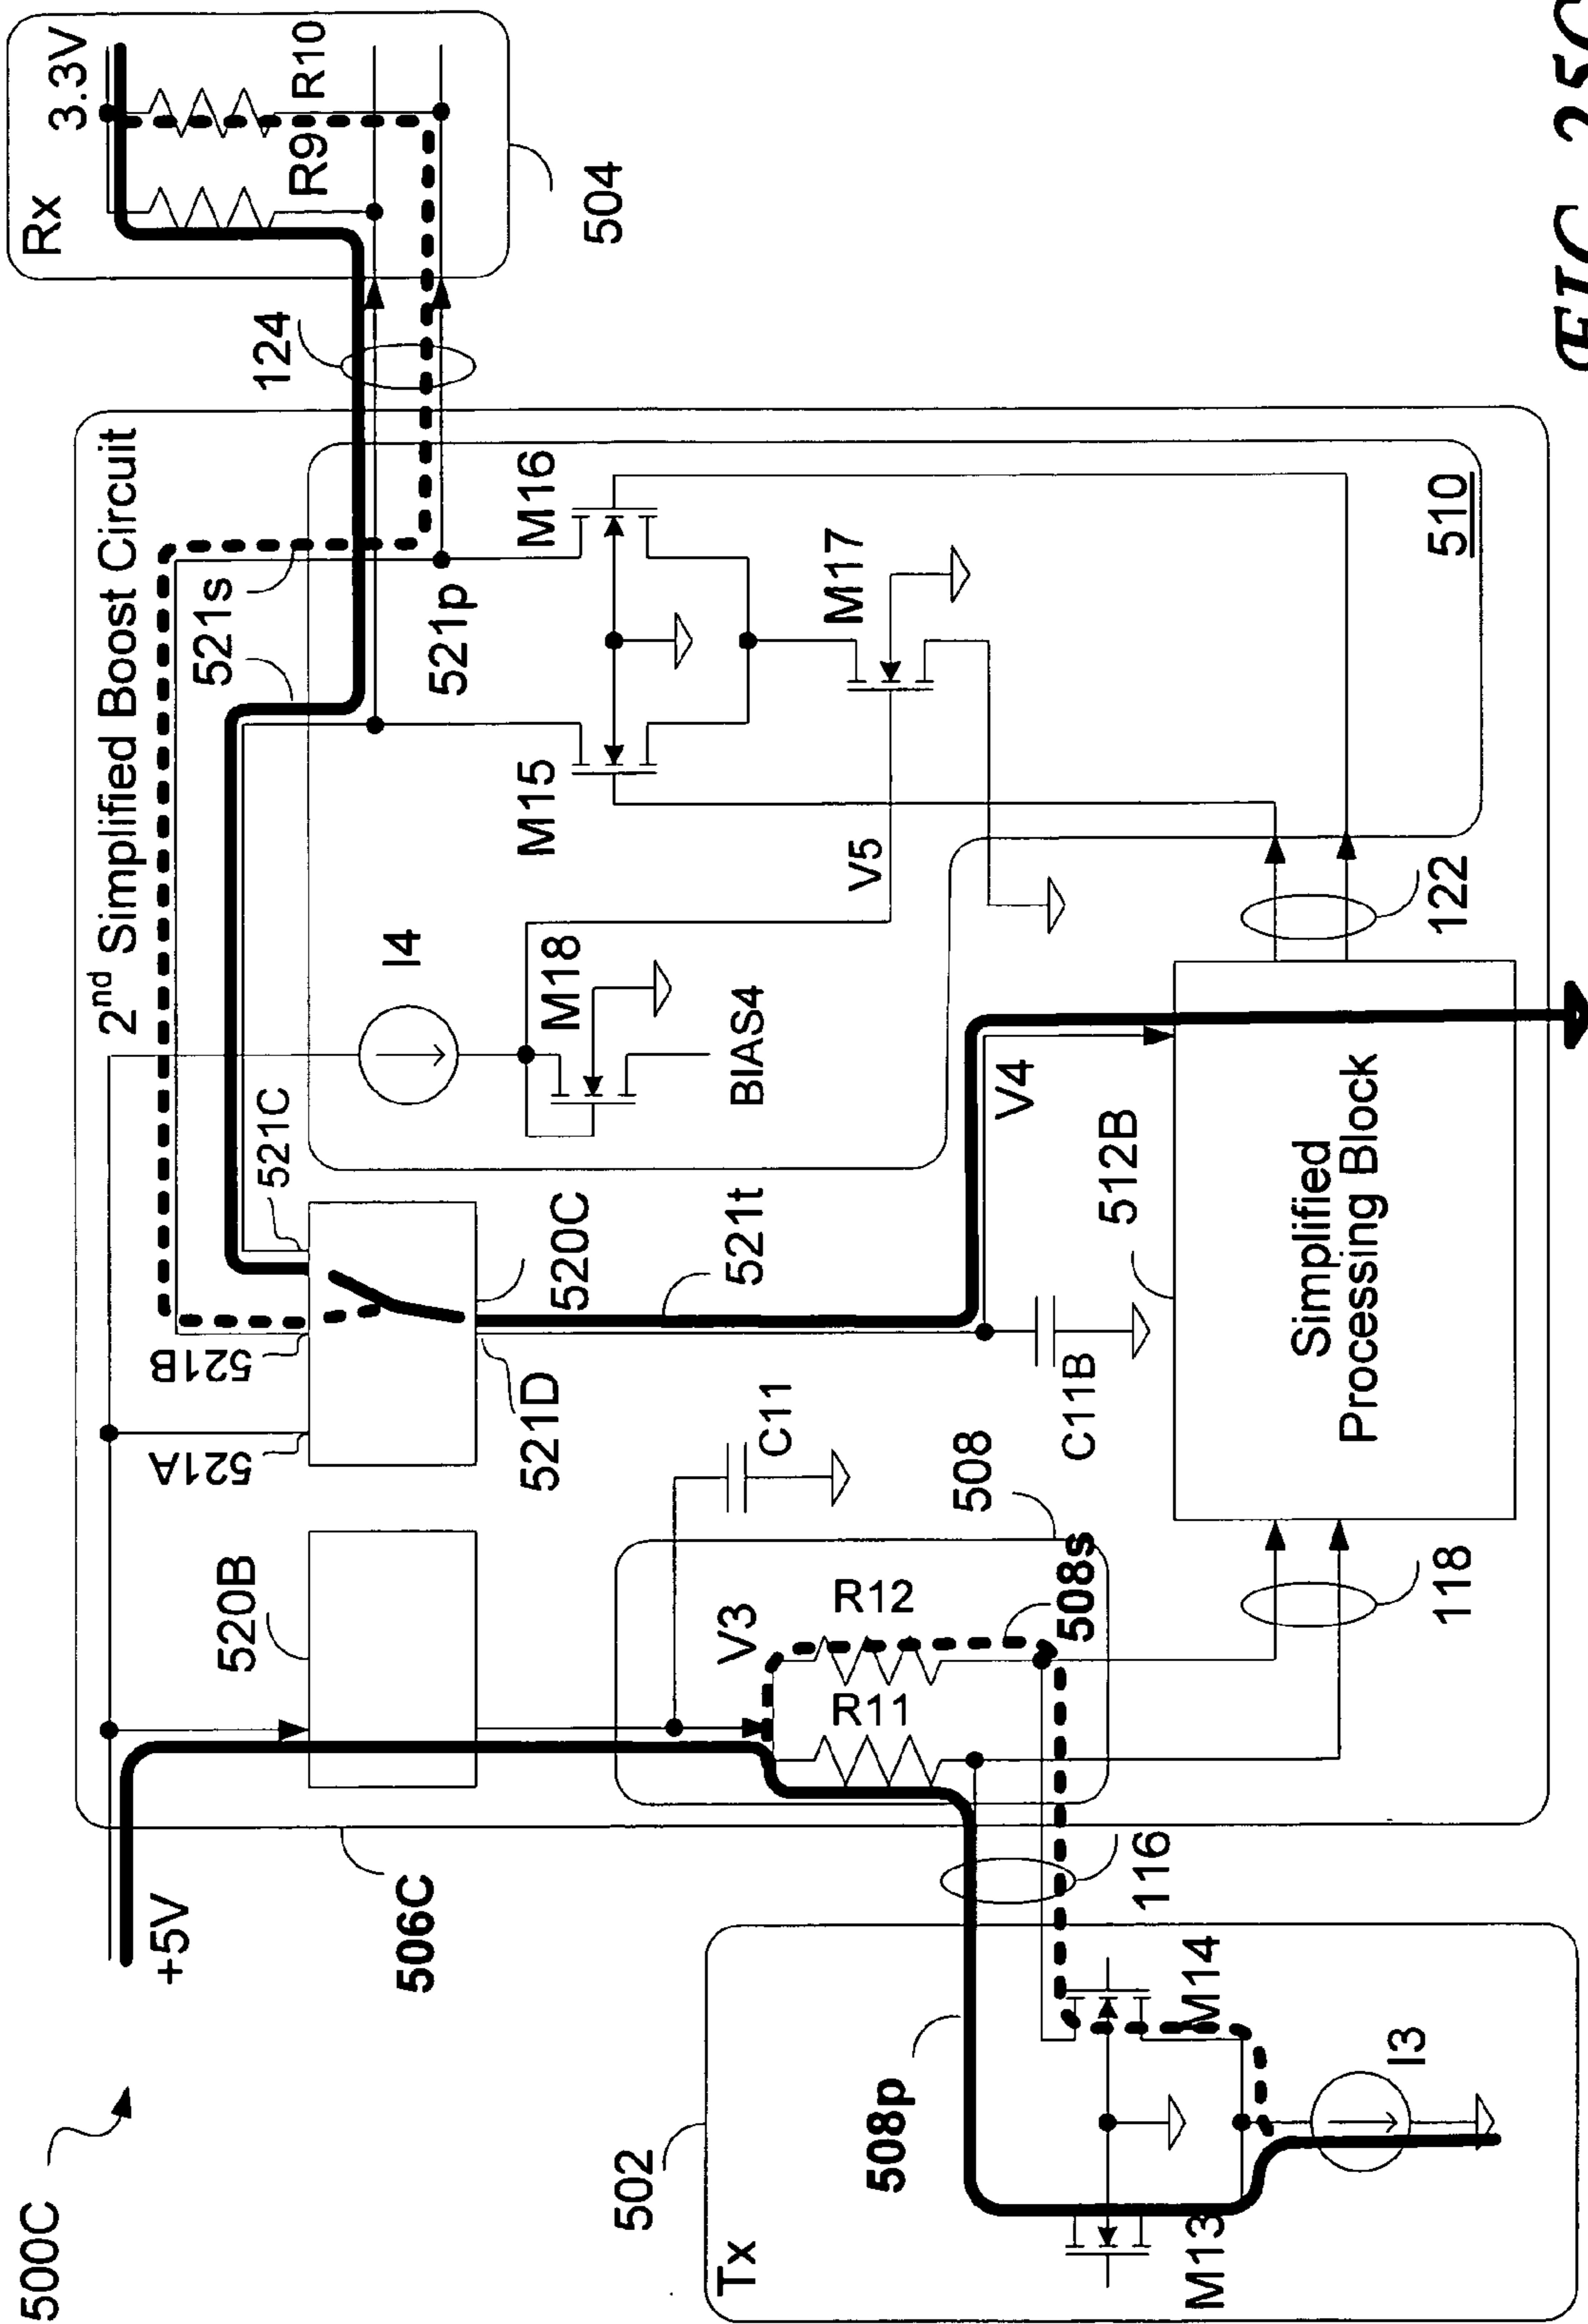 500C
+5V
506C
2nd Simplified Boost Circuit
520B
521A
521B
521C
520C
521D
521t
521s
521p
I4
M18
BIAS4
V5
M15
M16
M17
510
124
Rx
3.3V
R9
R10
504
C11
508
V3
R11
R12
508s
C11B
V4
512B
Simplified
Processing Block
118
122
116
502
Tx
508p
M13
M14
I3